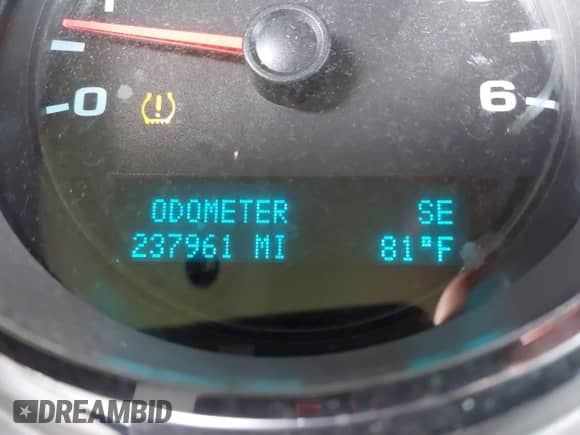 0 6
ODOMETER SE
237961 MI 81°F
DREAMBID